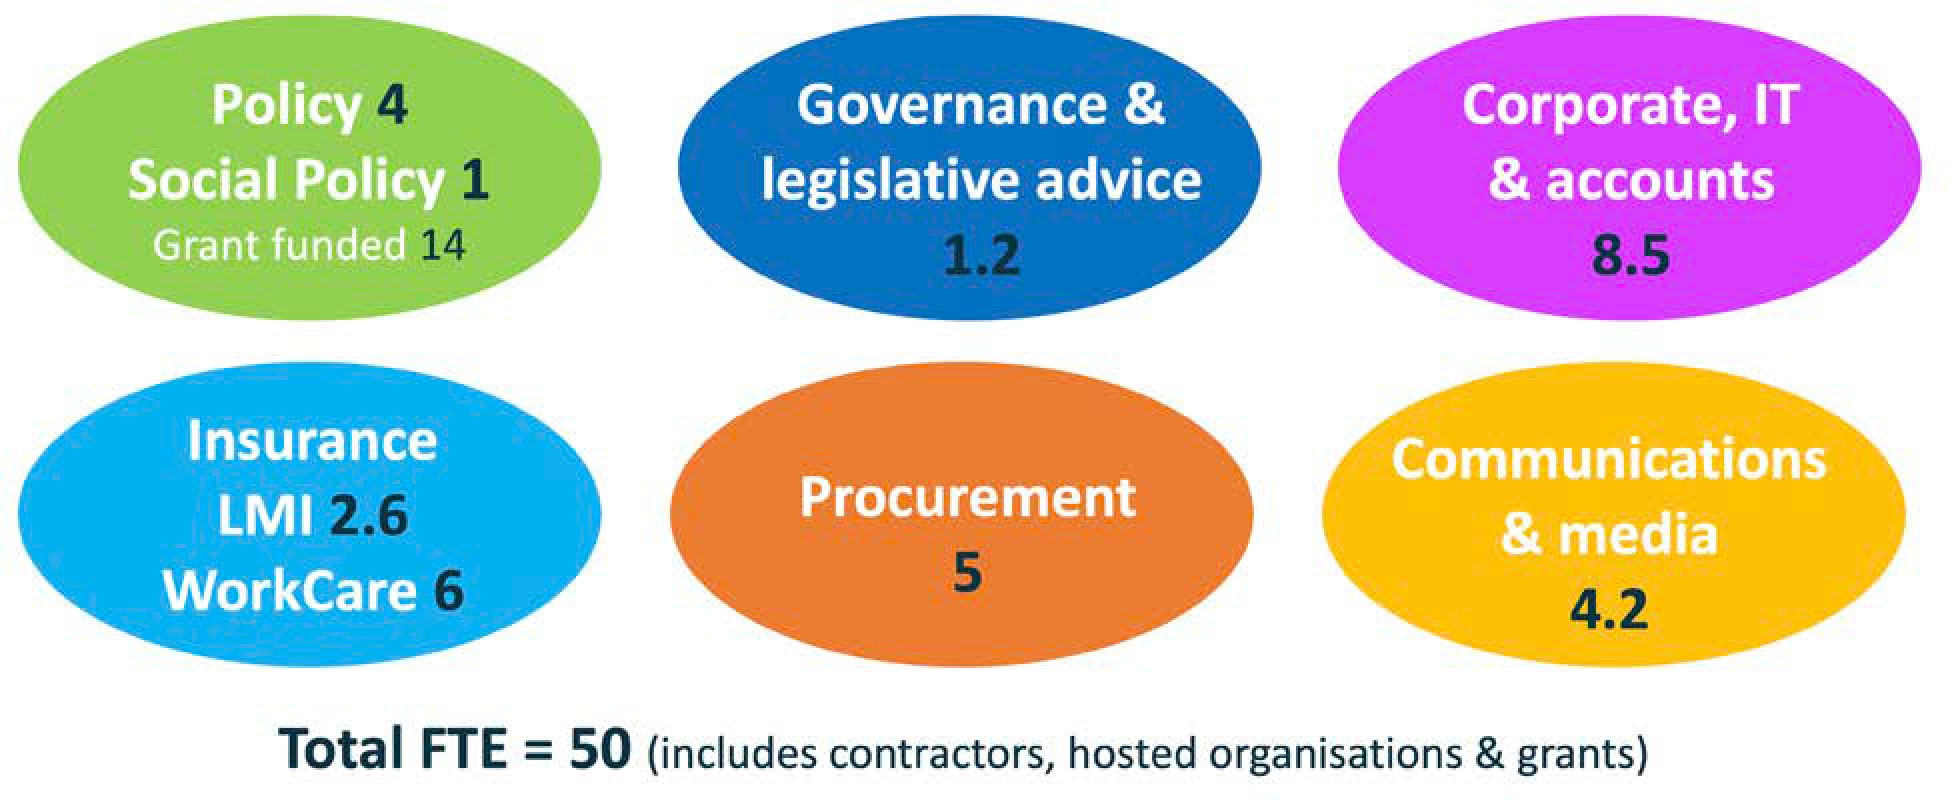 Policy 4
Social Policy 1
Grant funded 14
Governance &
legislative advice
1.2
Corporate, IT
& accounts
8.5
Insurance
LMI 2.6
WorkCare 6
Procurement
5
Communications
& media
4.2
Total FTE = 50 (includes contractors, hosted organisations & grants)